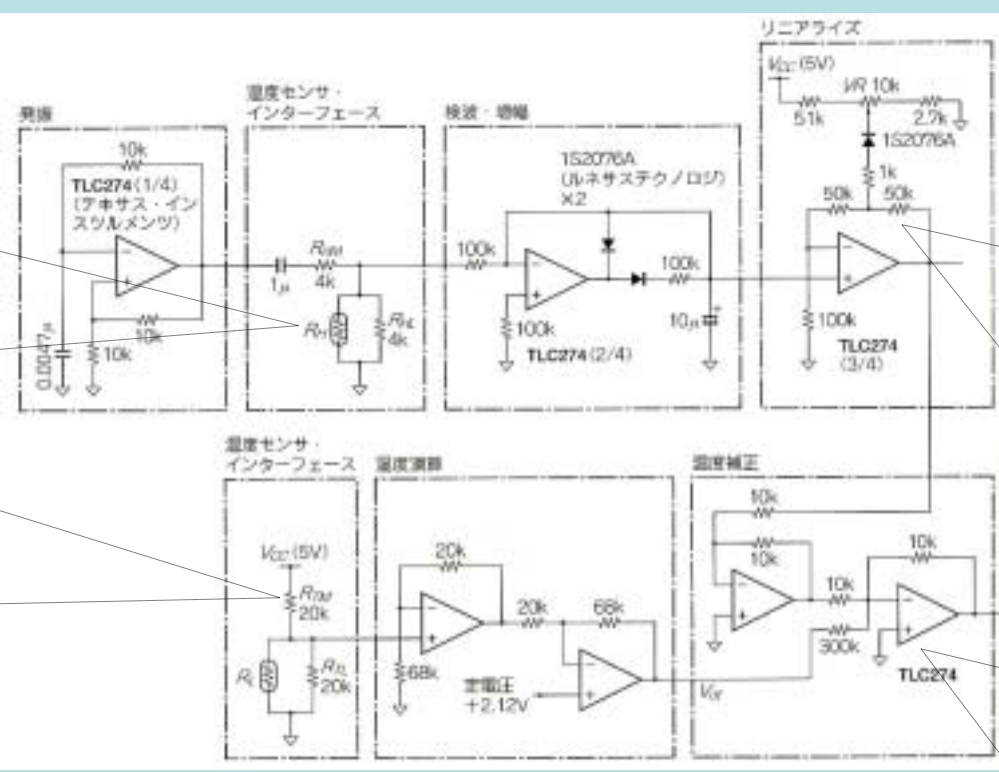 発振
10k
TLC274(1/4)
(テキサス・イン
スツルメンツ)
10k
10k
0.0047μ
温度センサ・
インターフェース
1μ
4k
4k
検波・増幅
1S2076A
(ルネサステクノロジ)
×2
100k
100k
100k
10μ
+
TLC274(2/4)
リニアライズ
VCC(5V)
VR 10k
51k
2.7k
1S2076A
1k
50k
50k
100k
TLC274
(3/4)
温度センサ・
インターフェース
VCC(5V)
RTM
20k
RTL
20k
温度演算
20k
20k
68k
68k
定電圧
+2.12V
温度補正
10k
10k
10k
10k
300k
TLC274